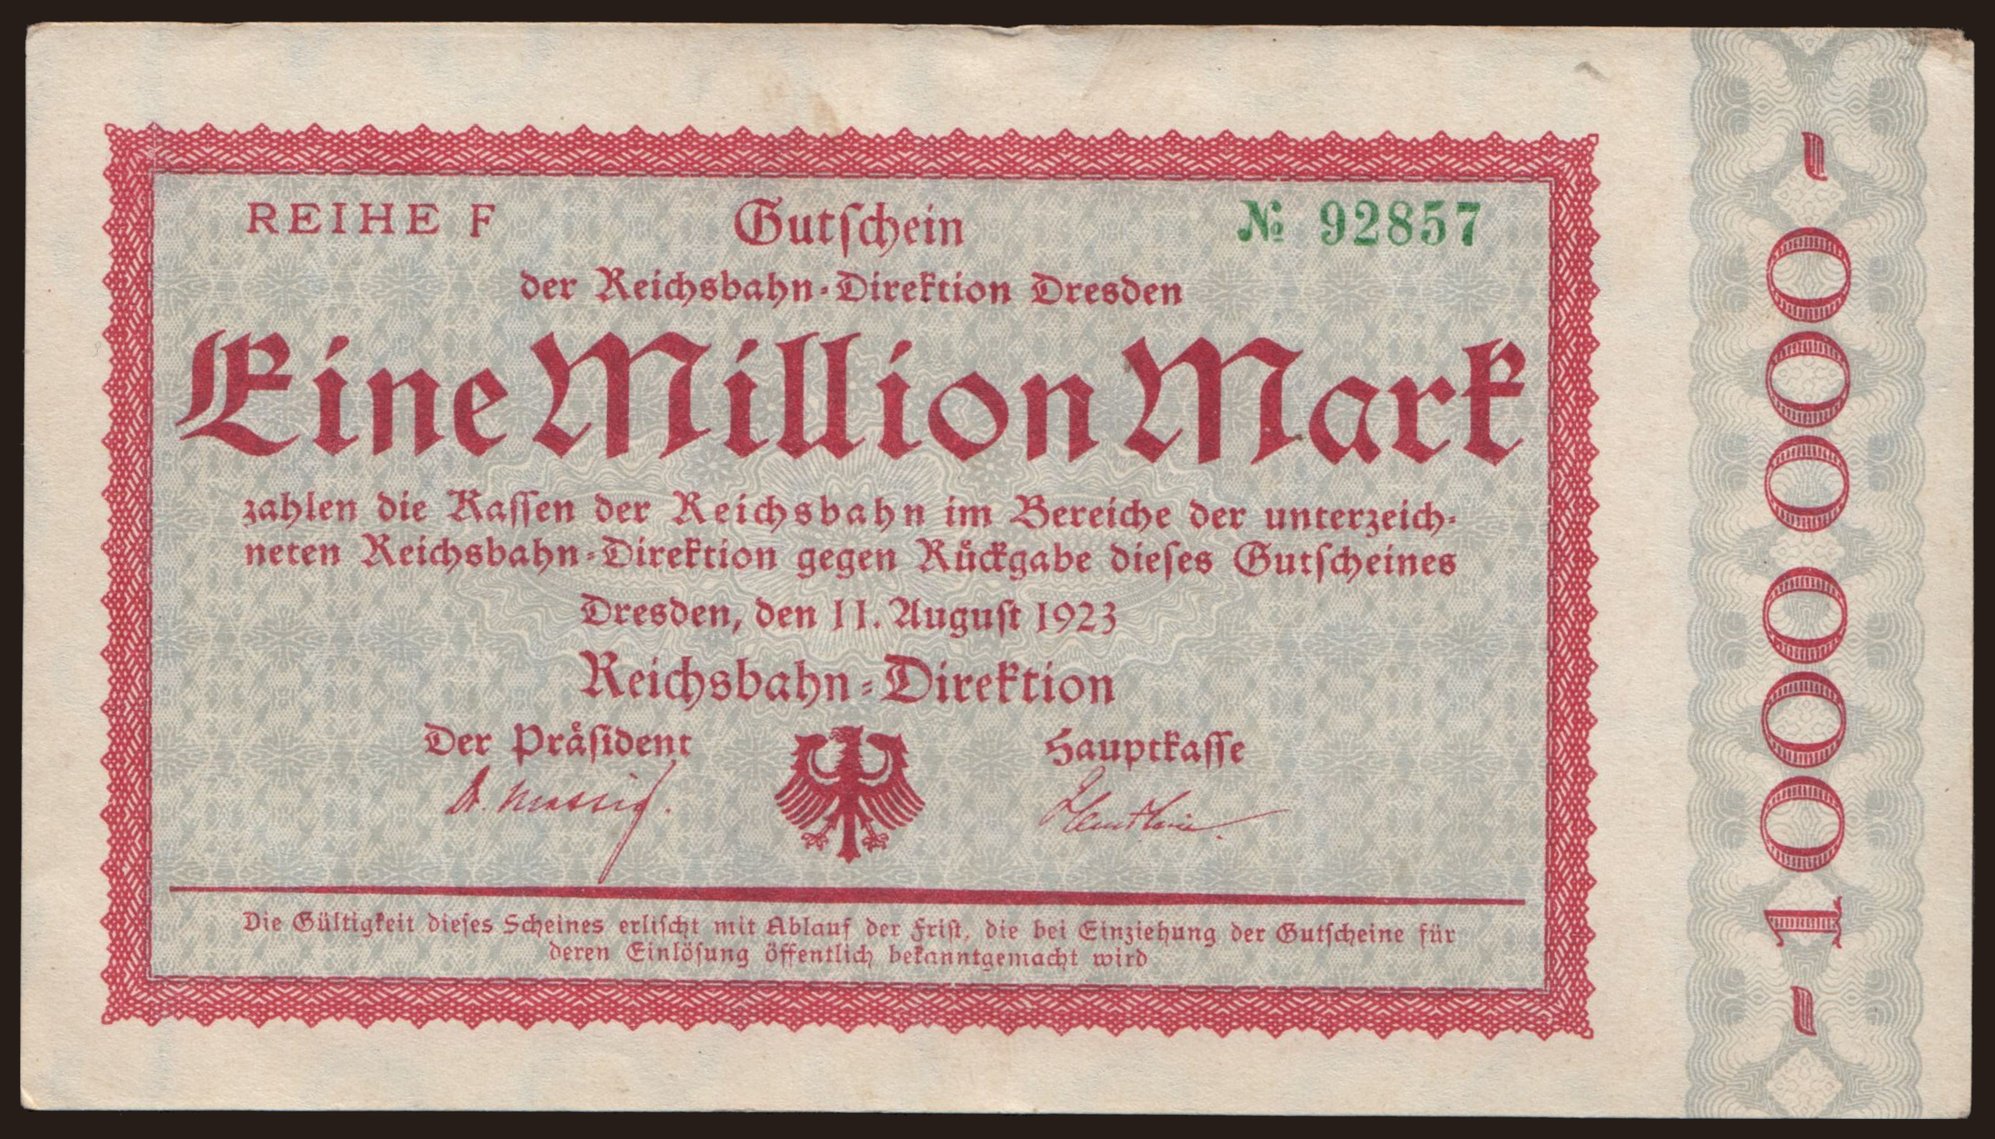 REIHE F
Gutschein
№ 92857
der Reichsbahn-Direktion Dresden
Eine Million Mark
zahlen die Kassen der Reichsbahn im Bereiche der unterzeich-
neten Reichsbahn-Direktion gegen Rückgabe dieses Gutscheines
Dresden, den 11. August 1923
Reichsbahn-Direktion
Der Präsident
Hauptkasse
Die Gültigkeit dieses Scheines erlischt mit Ablauf der Frist, die bei Einziehung der Gutscheine für
deren Einlösung öffentlich bekanntgemacht wird
-1000000-